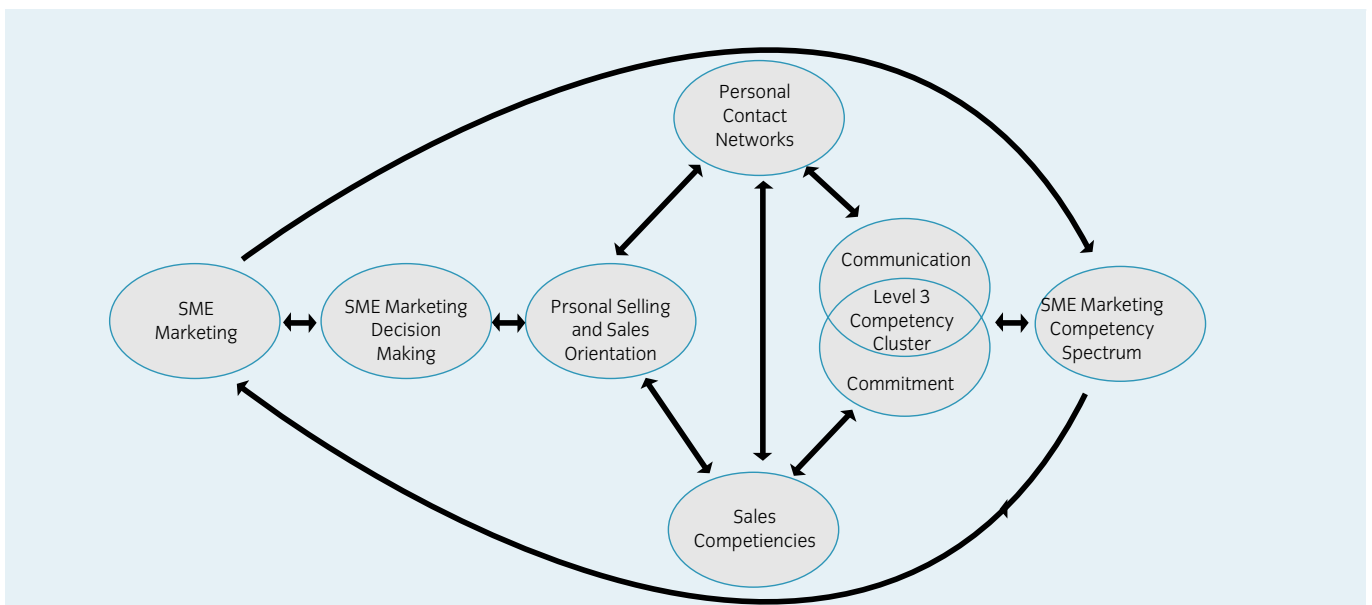 Personal
Contact
Networks
SME
Marketing
SME Marketing
Decision
Making
Prsonal Selling
and Sales
Orientation
Communication
Level 3
Competency
Cluster
Commitment
SME Marketing
Competency
Spectrum
Sales
Competiencies